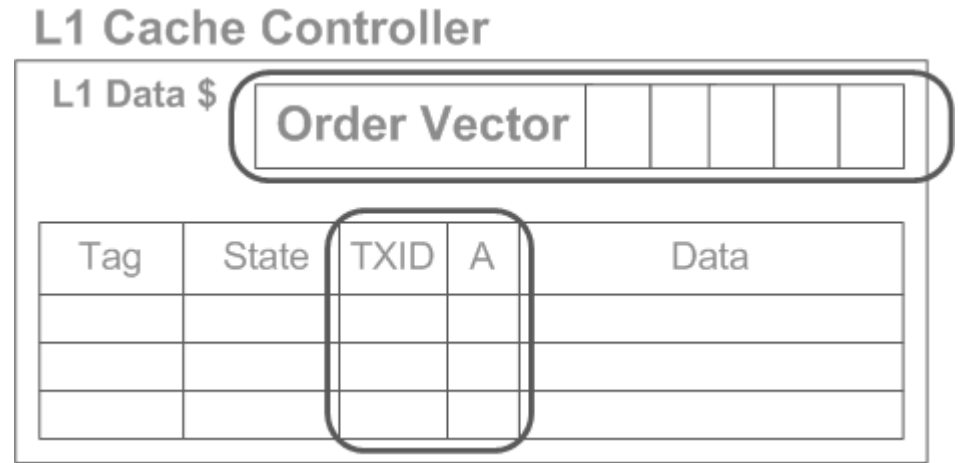 L1 Cache Controller
L1 Data $
Order Vector
Tag State TXID A Data